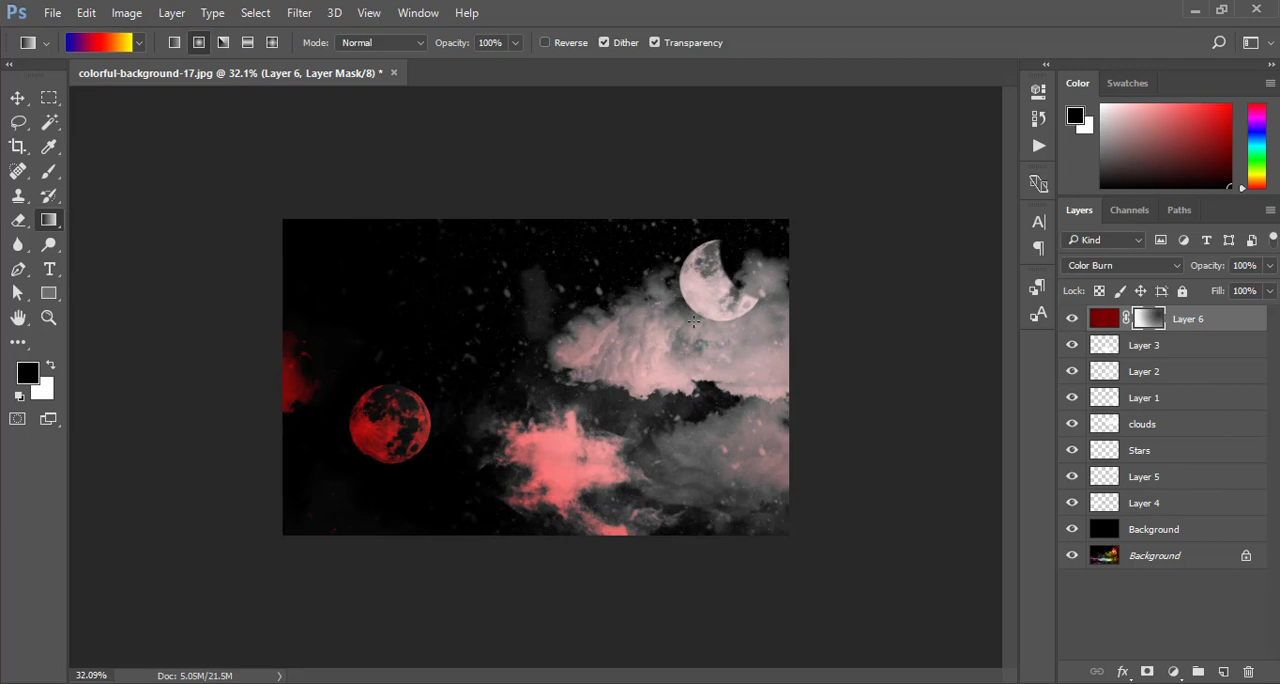 Ps File Edit Image Layer Type Select Filter 3D View Window Help
Mode: Normal Opacity: 100% Reverse Dither Transparency
colorful-background-17.jpg @ 32.1% (Layer 6, Layer Mask/8) * ×
Color Swatches
Layers Channels Paths
Kind
Color Burn Opacity: 100%
Lock: Fill: 100%
Layer 6
Layer 3
Layer 2
Layer 1
clouds
Stars
Layer 5
Layer 4
Background
Background
32.09% Doc: 5.05M/21.5M